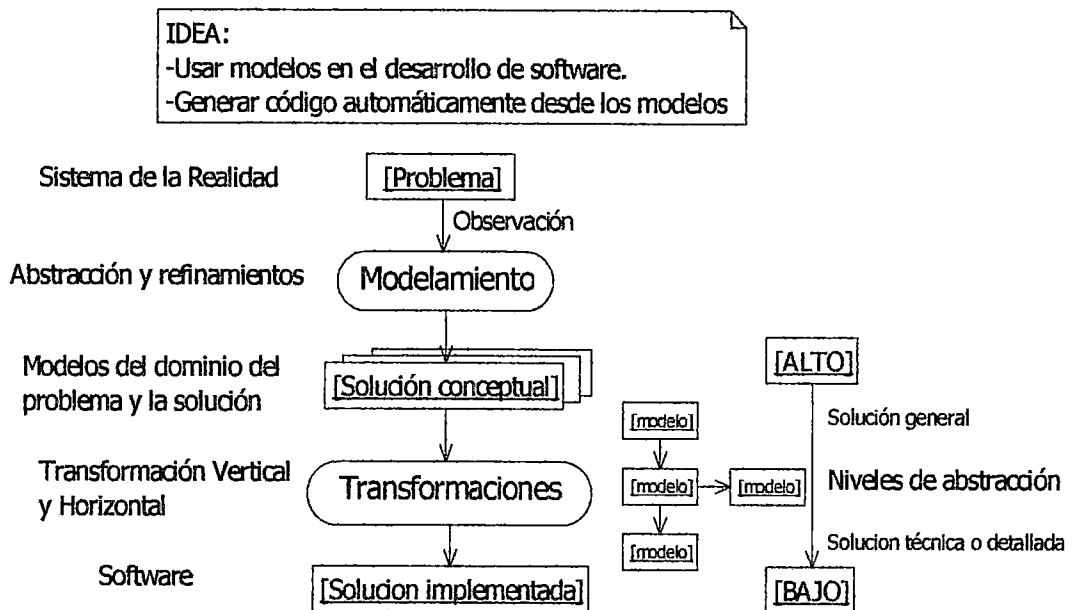 IDEA:
-Usar modelos en el desarrollo de software.
-Generar código automáticamente desde los modelos
Sistema de la Realidad
[Problema]
Observación
Abstracción y refinamientos
Modelamiento
Modelos del dominio del
problema y la solución
[Solución conceptual]
[ALTO]
Solución general
[modelo]
Transformación Vertical
y Horizontal
Transformaciones
[modelo]
[modelo]
Niveles de abstracción
[modelo]
Solucion técnica o detallada
Software
[Solucion implementada]
[BAJO]